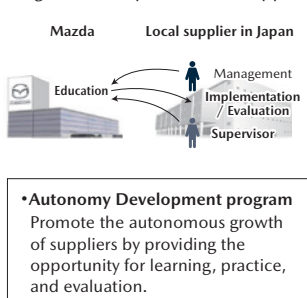 Mazda
Local supplier in Japan
Education
Management
Implementation
/ Evaluation
Supervisor
•Autonomy Development program
Promote the autonomous growth
of suppliers by providing the
opportunity for learning, practice,
and evaluation.